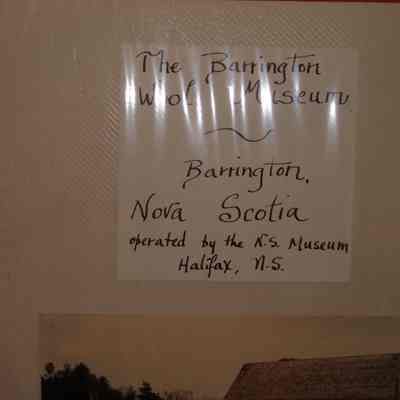 The Barrington
Wool Museum
Barrington,
Nova Scotia
operated by the N.S. Museum
Halifax, N.S.